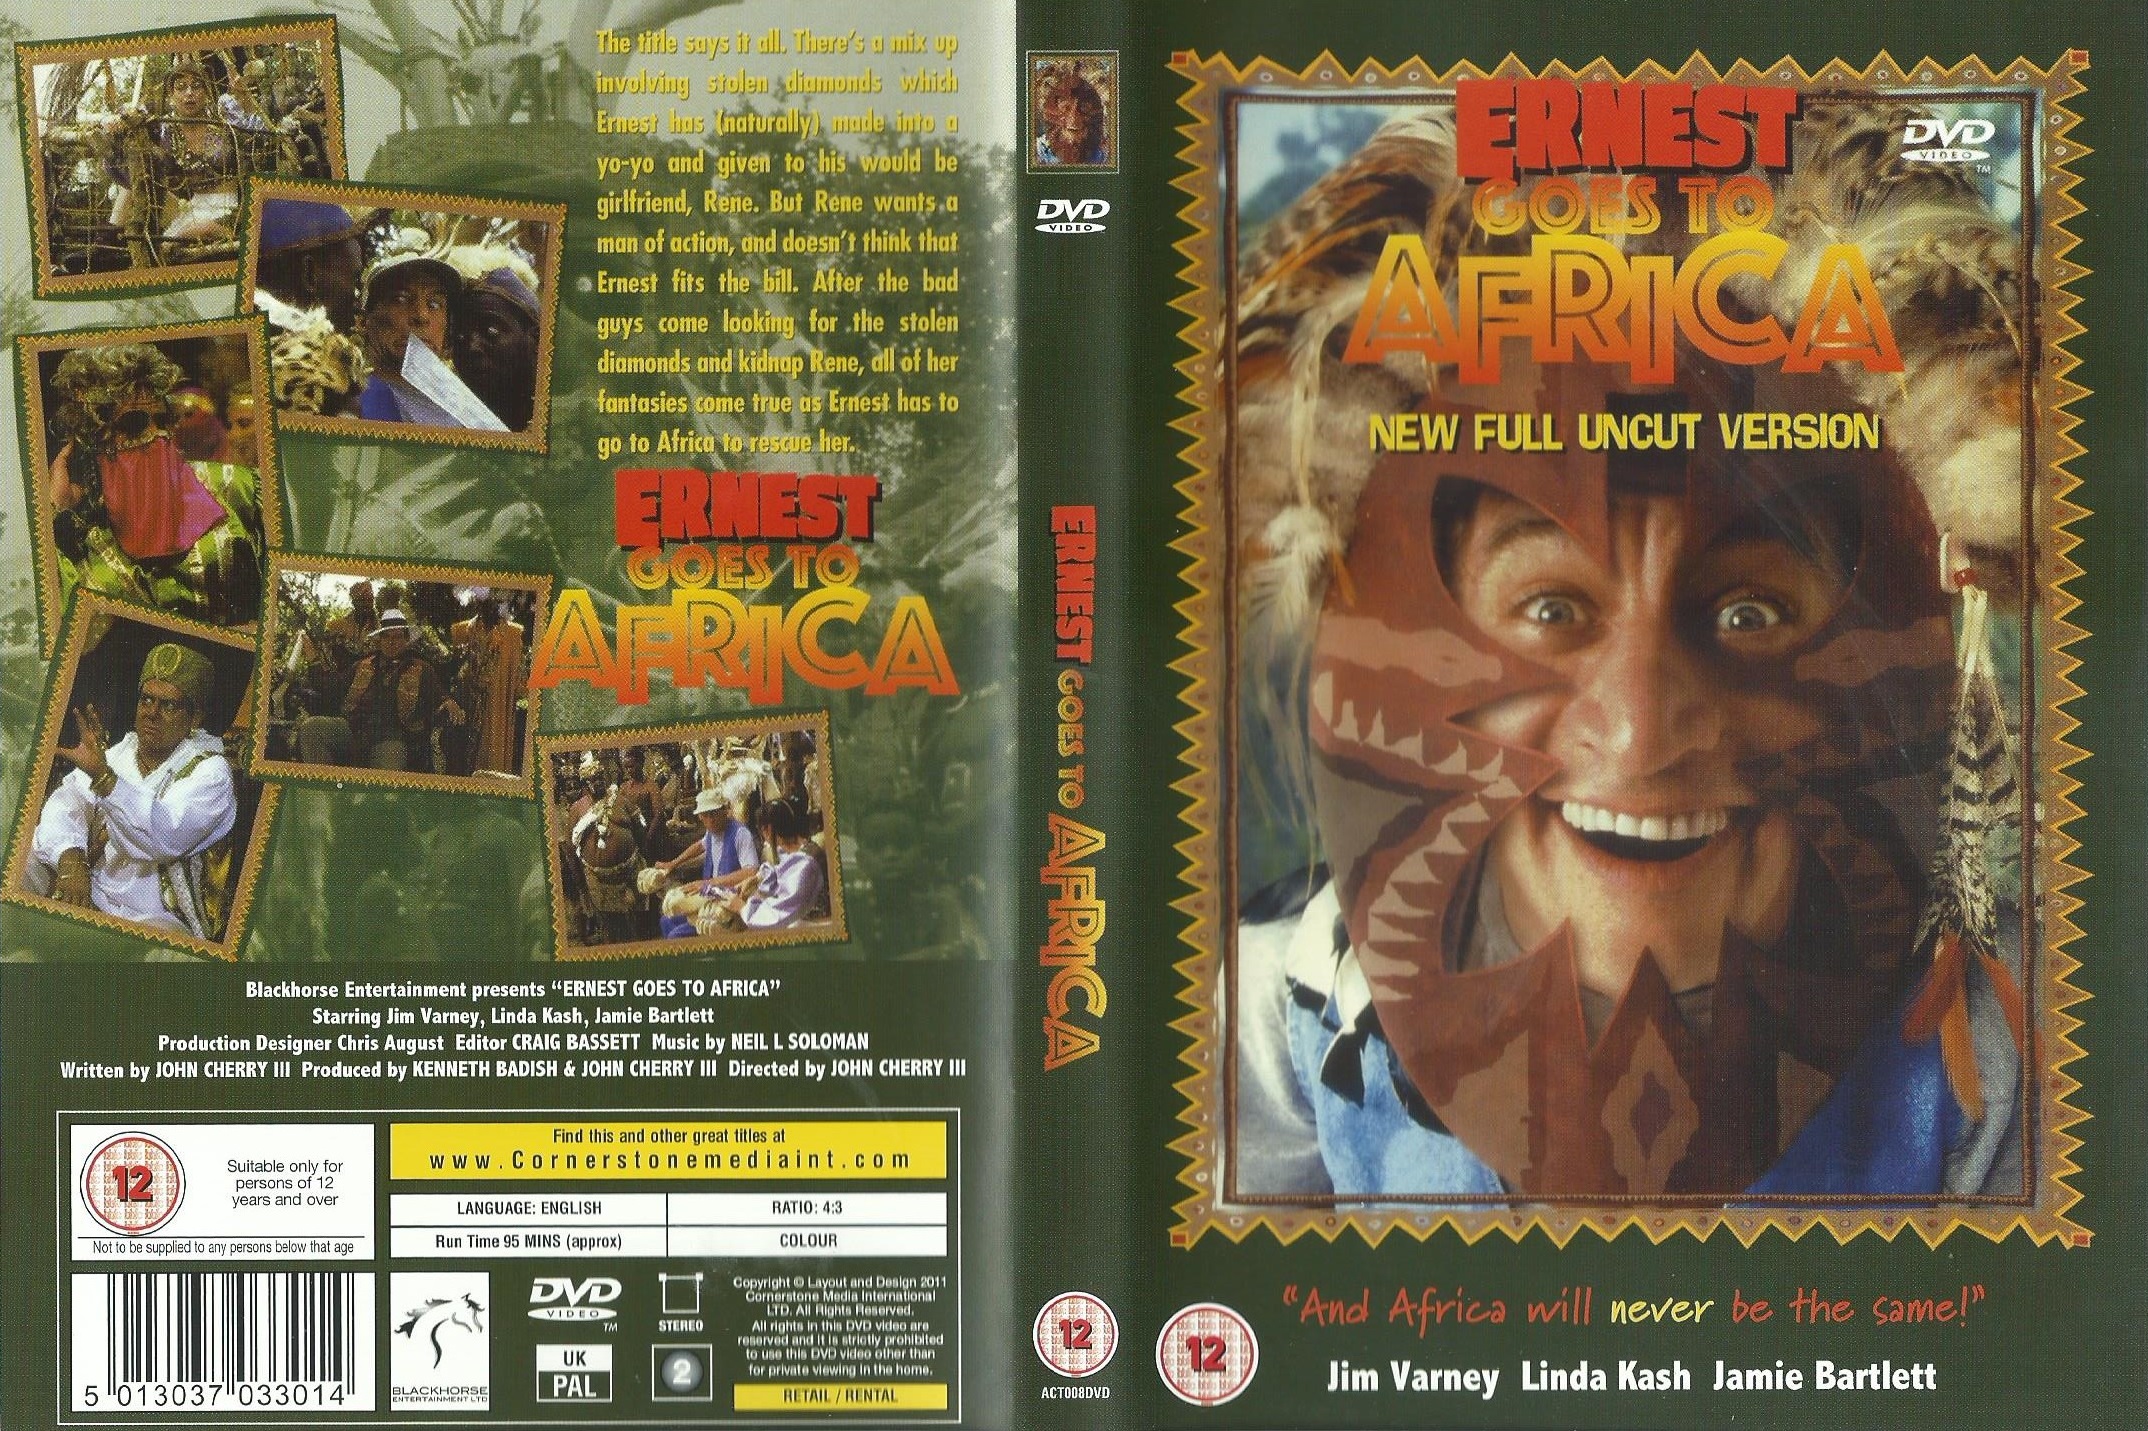 The title says it all. There's a mix up
involving stolen diamonds which
Ernest has (naturally) made into a
yo-yo and given to his would be
girlfriend, Rene. But Rene wants a
man of action, and doesn't think that
Ernest fits the bill. After the bad
guys come looking for the stolen
diamonds and kidnap Rene, all of her
fantasies come true as Ernest has to
go to Africa to rescue her.
ERNEST
GOES TO
AFRICA
Blackhorse Entertainment presents “ERNEST GOES TO AFRICA”
Starring Jim Varney, Linda Kash, Jamie Bartlett
Production Designer Chris August Editor CRAIG BASSETT Music by NEIL L SOLOMAN
Written by JOHN CHERRY III Produced by KENNETH BADISH & JOHN CHERRY III Directed by JOHN CHERRY III
12
Suitable only for
persons of 12
years and over
Not to be supplied to any persons below that age
Find this and other great titles at
www.Cornerstonemediaint.com
LANGUAGE: ENGLISH
RATIO: 4:3
Run Time 95 MINS (approx)
COLOUR
5 013037 033014
BLACKHORSE
ENTERTAINMENT LTD
DVD
VIDEO
TM
UK
PAL
STEREO
2
Copyright © Layout and Design 2011
Cornerstone Media International
LTD. All Rights Reserved.
All rights in this DVD video are
reserved and it is strictly prohibited
to use this DVD video other than
for private viewing in the home.
RETAIL / RENTAL
DVD
VIDEO
ERNEST GOES TO AFRICA
12
ACT008DVD
ERNEST
GOES TO
AFRICA
DVD
VIDEO
TM
NEW FULL UNCUT VERSION
“And Africa will never be the same!”
12
Jim Varney Linda Kash Jamie Bartlett